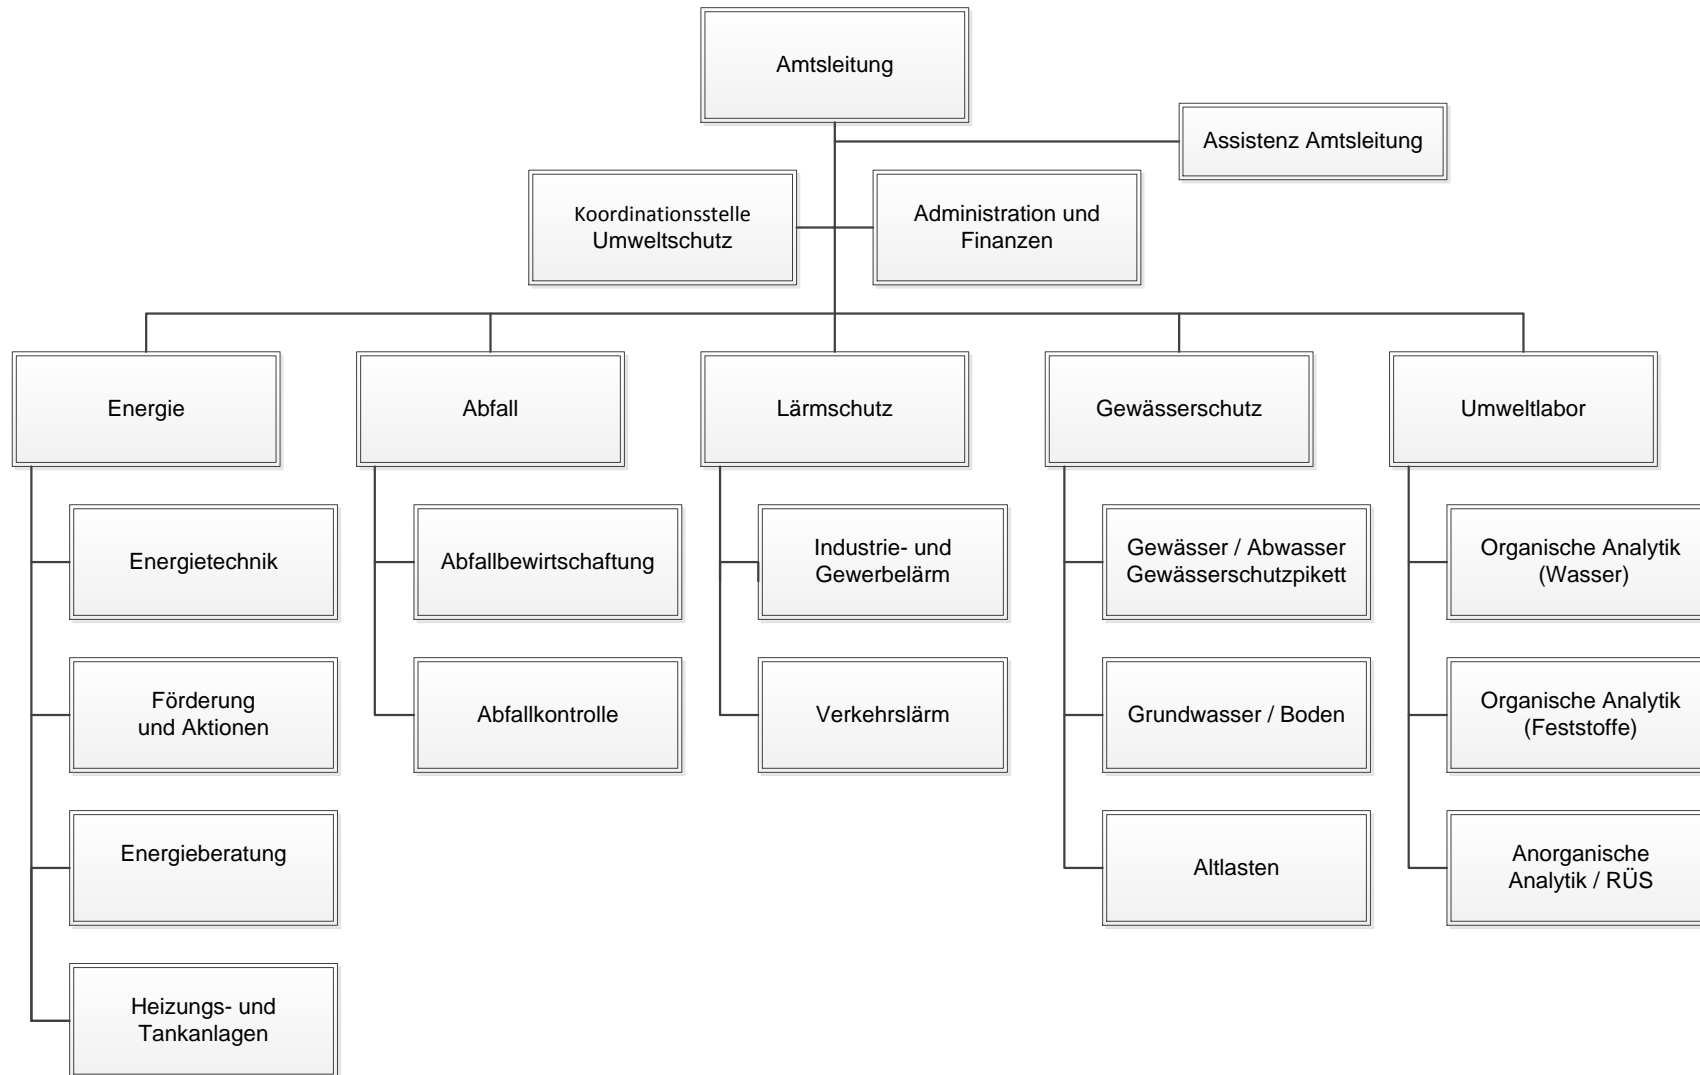 Amtsleitung
Assistenz Amtsleitung
Koordinationsstelle
Umweltschutz
Administration und
Finanzen
Energie
Abfall
Lärmschutz
Gewässerschutz
Umweltlabor
Energietechnik
Abfallbewirtschaftung
Industrie- und
Gewerbelärm
Gewässer / Abwasser
Gewässerschutzpikett
Organische Analytik
(Wasser)
Förderung
und Aktionen
Abfallkontrolle
Verkehrslärm
Grundwasser / Boden
Organische Analytik
(Feststoffe)
Energieberatung
Altlasten
Anorganische
Analytik / RÜS
Heizungs- und
Tankanlagen